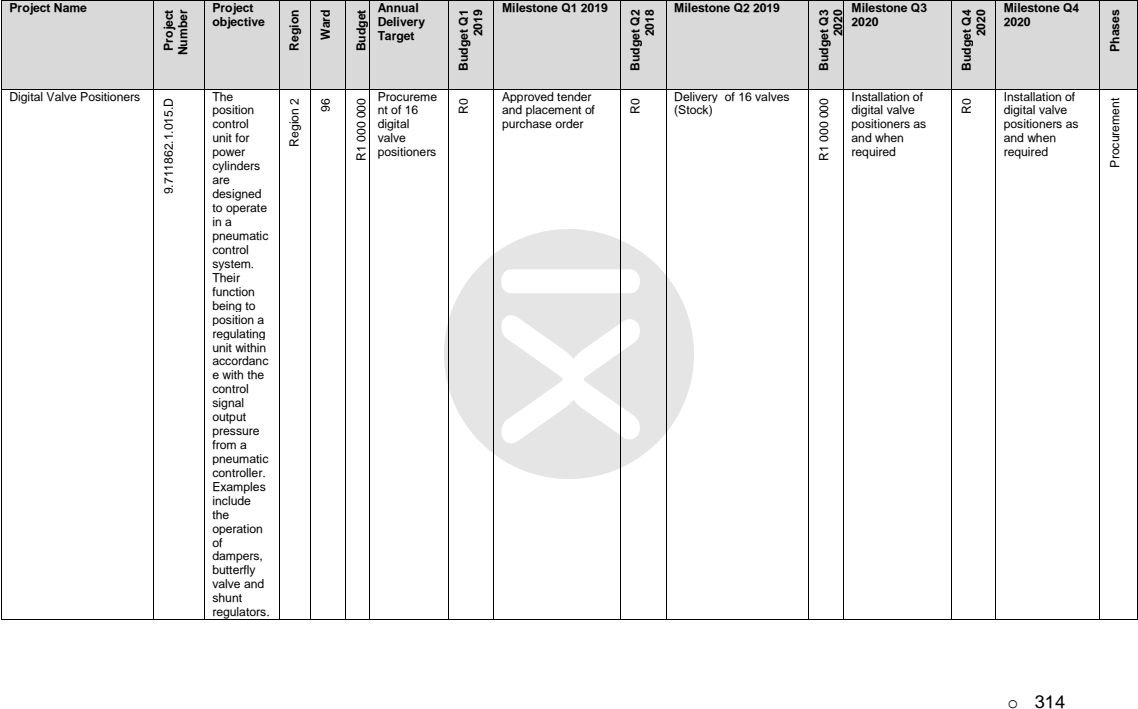 Project Name
Project
Number
Project
objective
Region
Ward
Budget
Annual
Delivery
Target
Budget Q1
2019
Milestone Q1 2019
Budget Q2
2018
Milestone Q2 2019
Budget Q3
2020
Milestone Q3
2020
Budget Q4
2020
Milestone Q4
2020
Phases
Digital Valve Positioners
9.711862.1.015.D
The
position
control
unit for
power
cylinders
are
designed
to operate
in a
pneumatic
control
system.
Their
function
being to
position a
regulating
unit within
accordanc
e with the
control
signal
output
pressure
from a
pneumatic
controller.
Examples
include
the
operation
of
dampers,
butterfly
valve and
shunt
regulators.
Region 2
96
R1 000 000
Procureme
nt of 16
digital
valve
positioners
R0
Approved tender
and placement of
purchase order
R0
Delivery of 16 valves
(Stock)
R1 000 000
Installation of
digital valve
positioners as
and when
required
R0
Installation of
digital valve
positioners as
and when
required
Procurement
○ 314